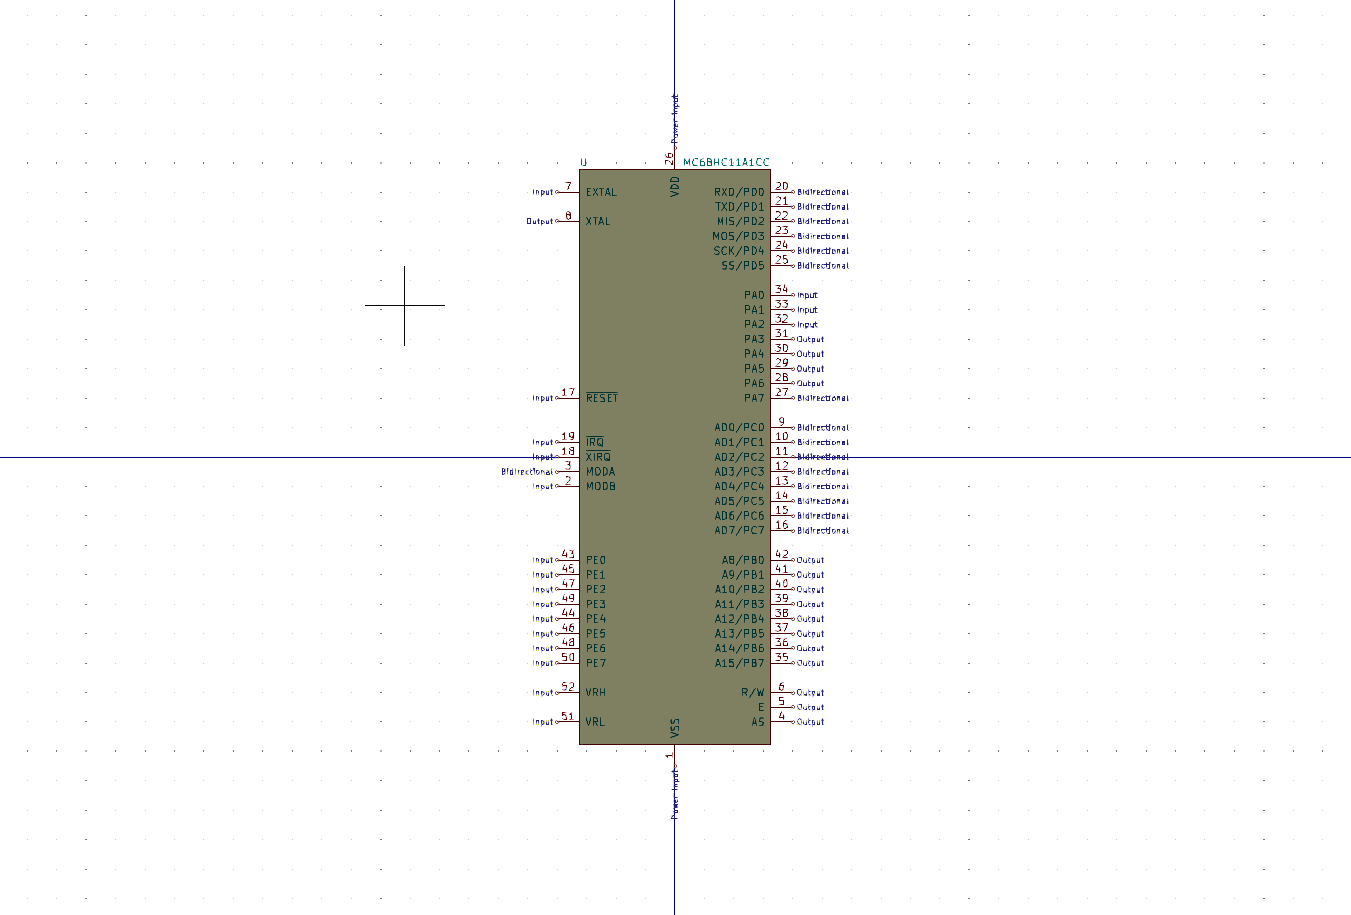 Power Input
26
U MC68HC11A1CC
VDD
Input 7 EXTAL RXD/PD0 20 Bidirectional
TXD/PD1 21 Bidirectional
Output 8 XTAL MIS/PD2 22 Bidirectional
MOS/PD3 23 Bidirectional
SCK/PD4 24 Bidirectional
SS/PD5 25 Bidirectional
PA0 34 Input
PA1 33 Input
PA2 32 Input
PA3 31 Output
PA4 30 Output
PA5 29 Output
PA6 28 Output
Input 17 RESET PA7 27 Bidirectional
AD0/PC0 9 Bidirectional
Input 19 IRQ AD1/PC1 10 Bidirectional
Input 18 XIRQ AD2/PC2 11 Bidirectional
Bidirectional 3 MODA AD3/PC3 12 Bidirectional
Input 2 MODB AD4/PC4 13 Bidirectional
AD5/PC5 14 Bidirectional
AD6/PC6 15 Bidirectional
AD7/PC7 16 Bidirectional
Input 43 PE0 A8/PB0 42 Output
Input 45 PE1 A9/PB1 41 Output
Input 47 PE2 A10/PB2 40 Output
Input 49 PE3 A11/PB3 39 Output
Input 44 PE4 A12/PB4 38 Output
Input 46 PE5 A13/PB5 37 Output
Input 48 PE6 A14/PB6 36 Output
Input 50 PE7 A15/PB7 35 Output
Input 52 VRH R/W 6 Output
E 5 Output
Input 51 VRL AS 4 Output
VSS
1
Power Input